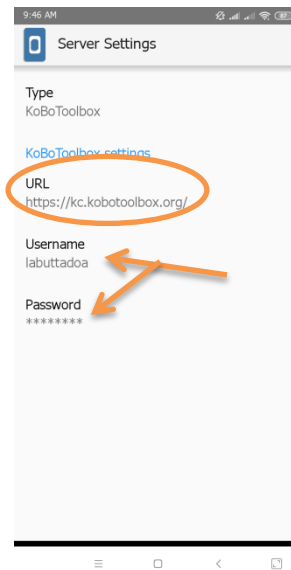 9:46 AM
Server Settings
Type
KoBoToolbox
KoBoToolbox settings
URL
https://kc.kobotoolbox.org/
Username
labuttadoa
Password
********